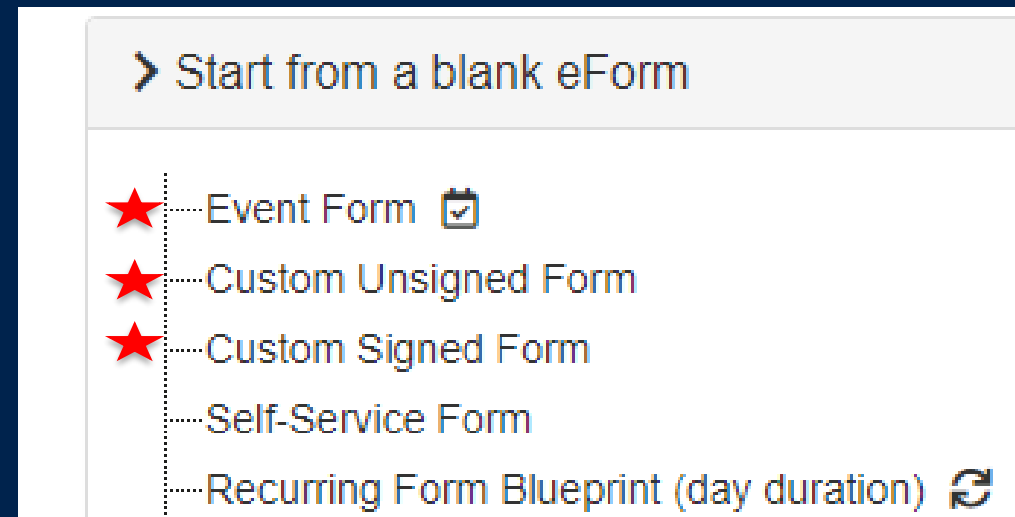 Start from a blank eForm
Event Form
Custom Unsigned Form
Custom Signed Form
Self-Service Form
Recurring Form Blueprint (day duration)